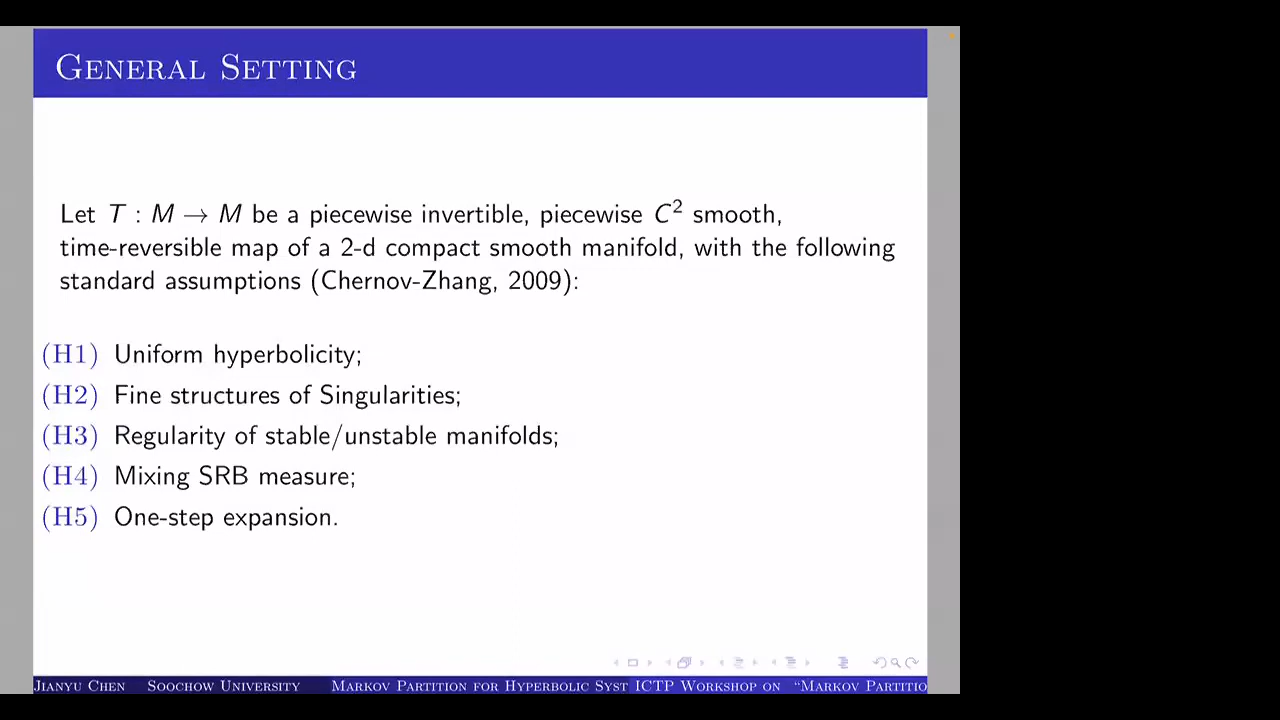 General Setting
Let T : M → M be a piecewise invertible, piecewise C² smooth,
time-reversible map of a 2-d compact smooth manifold, with the following
standard assumptions (Chernov-Zhang, 2009):
(H1) Uniform hyperbolicity;
(H2) Fine structures of Singularities;
(H3) Regularity of stable/unstable manifolds;
(H4) Mixing SRB measure;
(H5) One-step expansion.
Jianyu Chen Soochow University Markov Partition for Hyperbolic Syst ICTP Workshop on “Markov Partitio